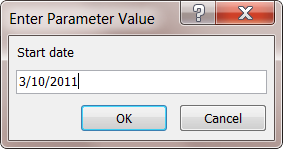 Enter Parameter Value
?
Start date
3/10/2011
OK
Cancel